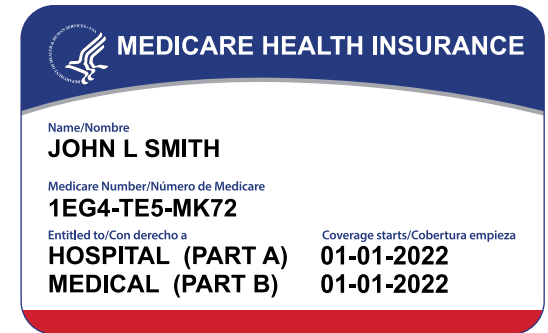 MEDICARE HEALTH INSURANCE
Name/Nombre
JOHN L SMITH
Medicare Number/Número de Medicare
1EG4-TE5-MK72
Entitled to/Con derecho a Coverage starts/Cobertura empieza
HOSPITAL (PART A) 01-01-2022
MEDICAL (PART B) 01-01-2022